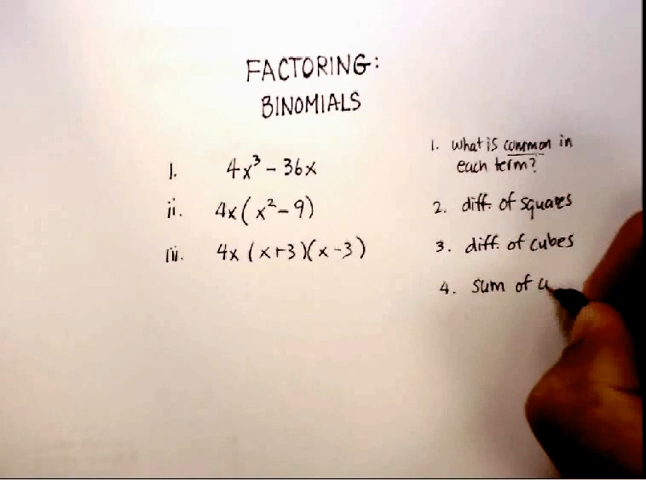 FACTORING:
BINOMIALS
I. 4x³ - 36x
ii. 4x(x² - 9)
iii. 4x (x+3)(x-3)
1. what is common in
each term?
2. diff. of squares
3. diff. of cubes
4. sum of